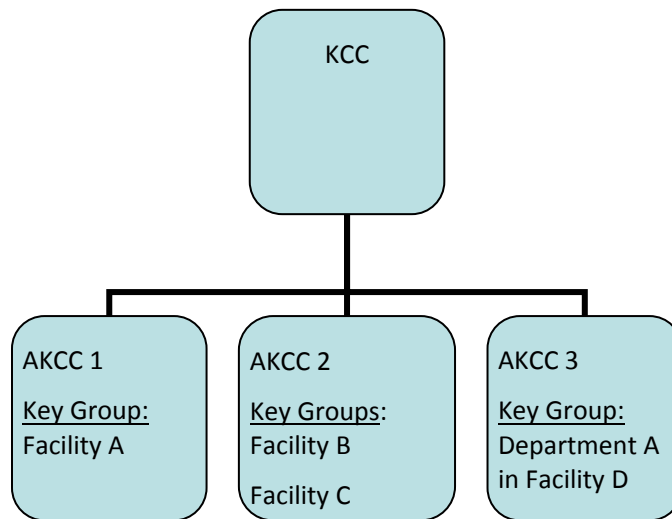 KCC
AKCC 1
Key Group:
Facility A
AKCC 2
Key Groups:
Facility B
Facility C
AKCC 3
Key Group:
Department A
in Facility D